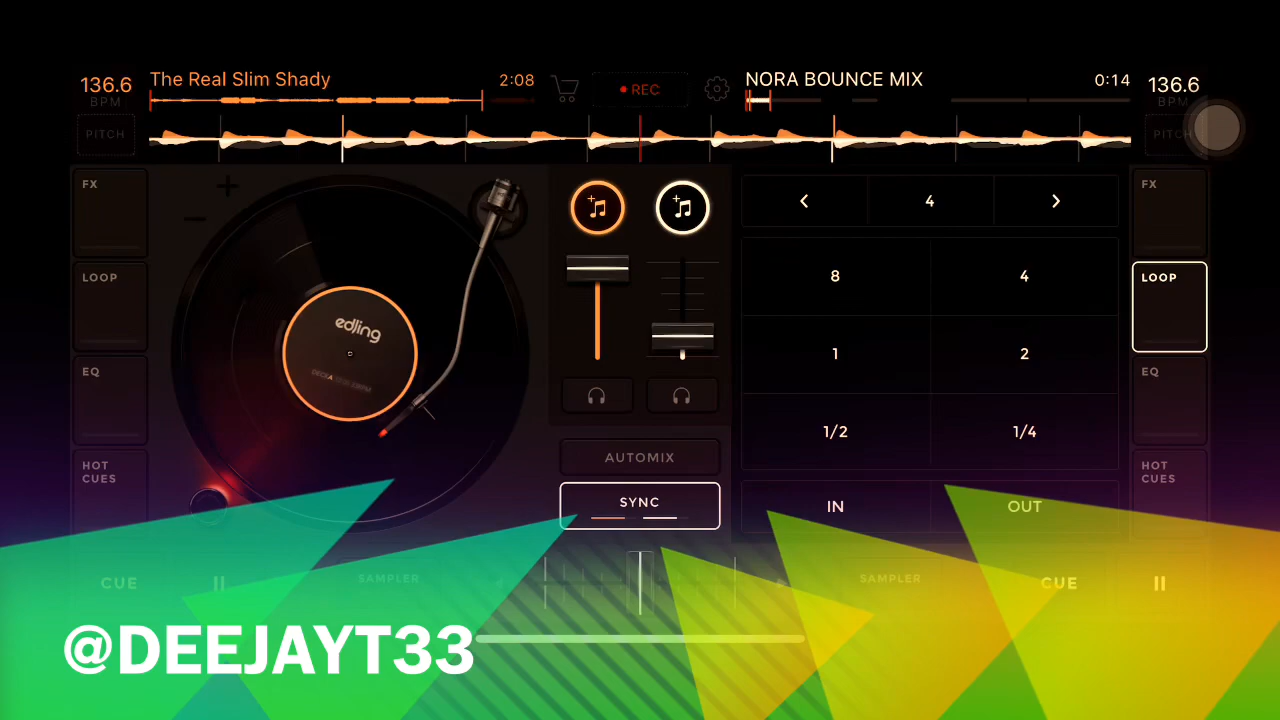 136.6
BPM
The Real Slim Shady
2:08
REC
NORA BOUNCE MIX
0:14
136.6
BPM
PITCH
PITCH
FX
LOOP
EQ
HOT
CUES
edjing
< 4 >
8 4
1 2
1/2 1/4
IN OUT
FX
LOOP
EQ
HOT
CUES
AUTOMIX
SYNC
CUE
SAMPLER
SAMPLER
CUE
@DEEJAYT33